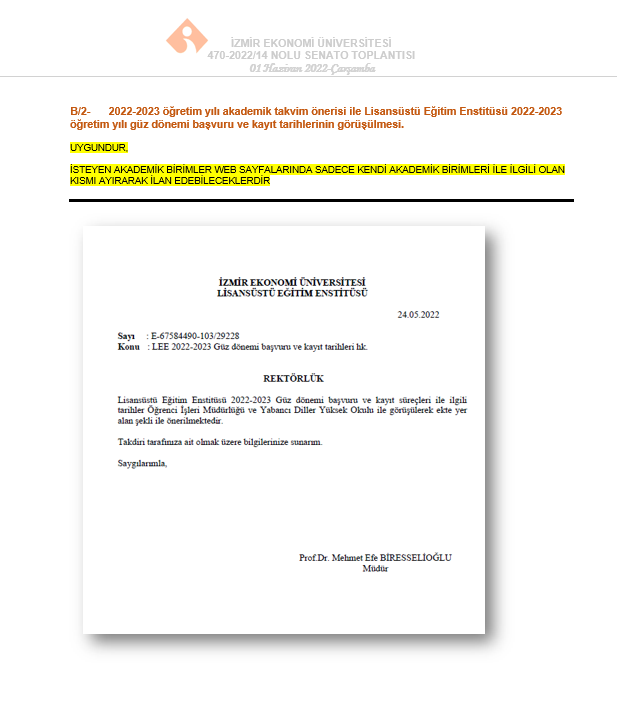 İZMİR EKONOMİ ÜNİVERSİTESİ
470-2022/14 NOLU SENATO TOPLANTISI
01 Haziran 2022-Çarşamba
B/2- 2022-2023 öğretim yılı akademik takvim önerisi ile Lisansüstü Eğitim Enstitüsü 2022-2023
öğretim yılı güz dönemi başvuru ve kayıt tarihlerinin görüşülmesi.
UYGUNDUR,
İSTEYEN AKADEMİK BİRİMLER WEB SAYFALARINDA SADECE KENDİ AKADEMİK BİRİMLERİ İLE İLGİLİ OLAN
KISMI AYIRARAK İLAN EDEBİLECEKLERDİR
İZMİR EKONOMİ ÜNİVERSİTESİ
LİSANSÜSTÜ EĞİTİM ENSTİTÜSÜ
24.05.2022
Sayı : E-67584490-103/29228
Konu : LEE 2022-2023 Güz dönemi başvuru ve kayıt tarihleri hk.
REKTÖRLÜK
Lisansüstü Eğitim Enstitüsü 2022-2023 Güz dönemi başvuru ve kayıt süreçleri ile ilgili
tarihler Öğrenci İşleri Müdürlüğü ve Yabancı Diller Yüksek Okulu ile görüşülerek ekte yer
alan şekli ile önerilmektedir.
Takdiri tarafınıza ait olmak üzere bilgilerinize sunarım.
Saygılarımla,
Prof.Dr. Mehmet Efe BİRESSELİOĞLU
Müdür